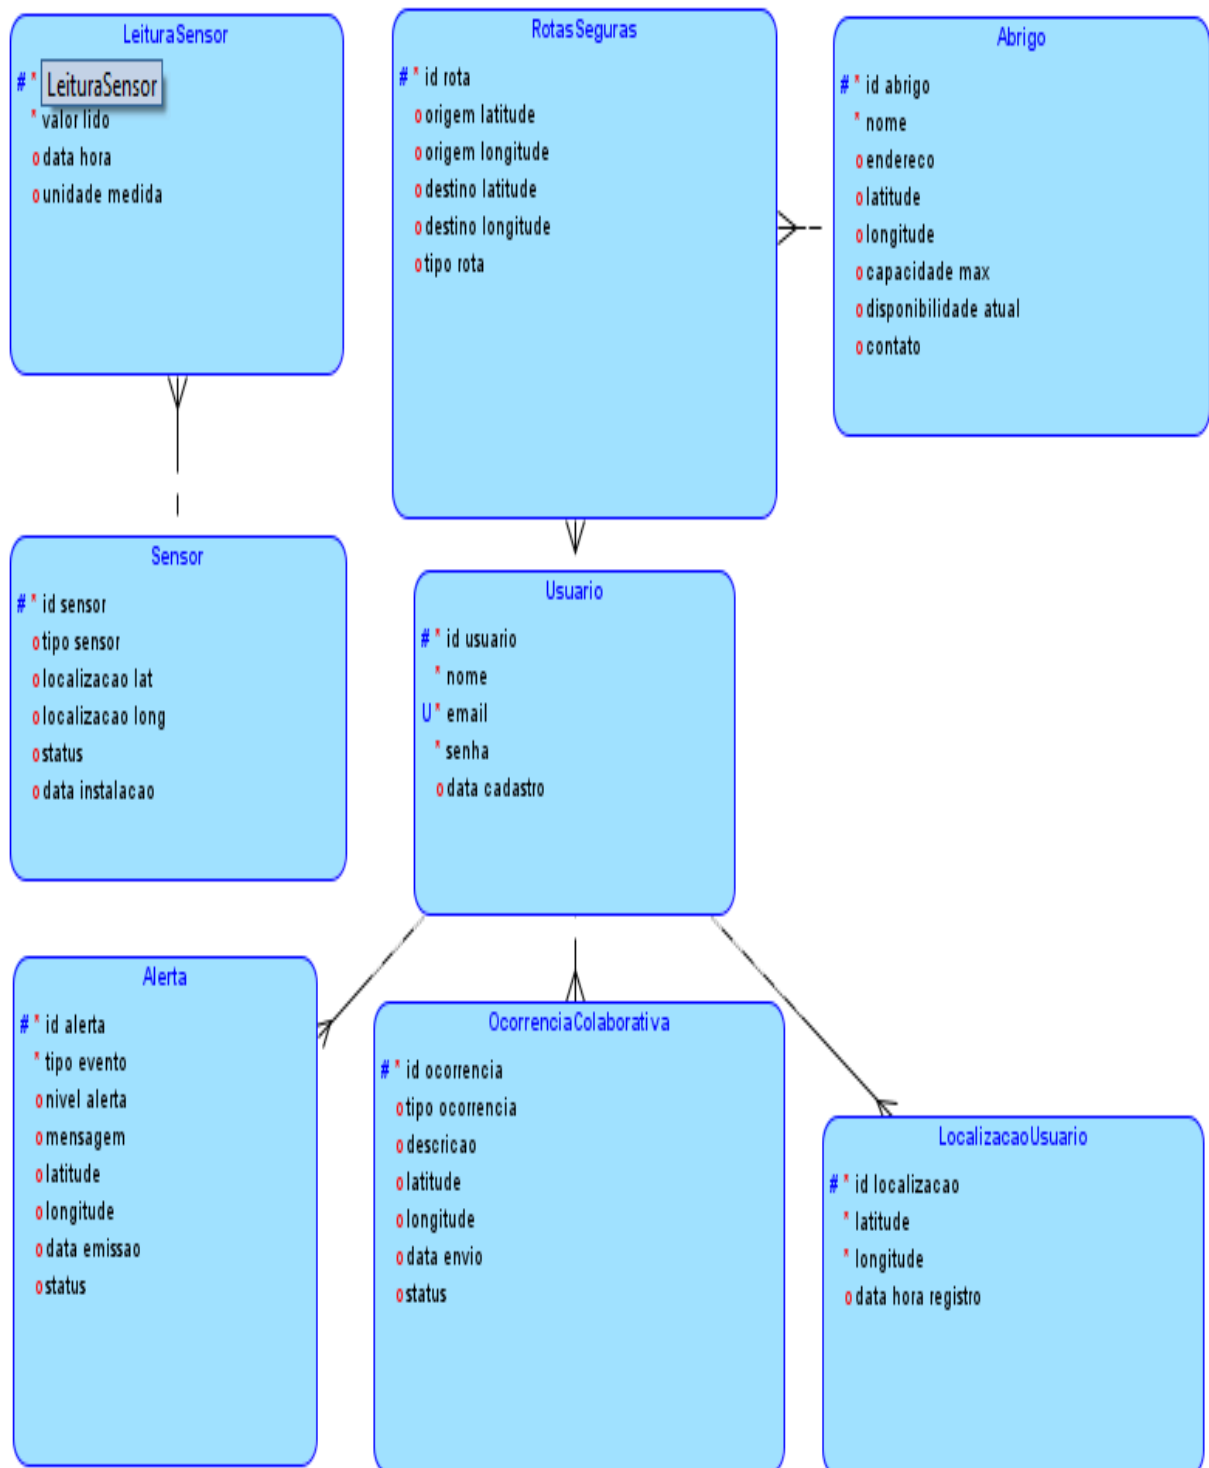 LeituraSensor
# *
LeituraSensor
* valor lido
o data hora
o unidade medida
RotasSeguras
# * id rota
o origem latitude
o origem longitude
o destino latitude
o destino longitude
o tipo rota
Abrigo
# * id abrigo
* nome
o endereco
o latitude
o longitude
o capacidade max
o disponibilidade atual
o contato
Sensor
# * id sensor
o tipo sensor
o localizacao lat
o localizacao long
o status
o data instalacao
Usuario
# * id usuario
* nome
U * email
* senha
o data cadastro
Alerta
# * id alerta
* tipo evento
o nivel alerta
o mensagem
o latitude
o longitude
o data emissao
o status
OcorrenciaColaborativa
# * id ocorrencia
o tipo ocorrencia
o descricao
o latitude
o longitude
o data envio
o status
LocalizacaoUsuario
# * id localizacao
* latitude
* longitude
o data hora registro